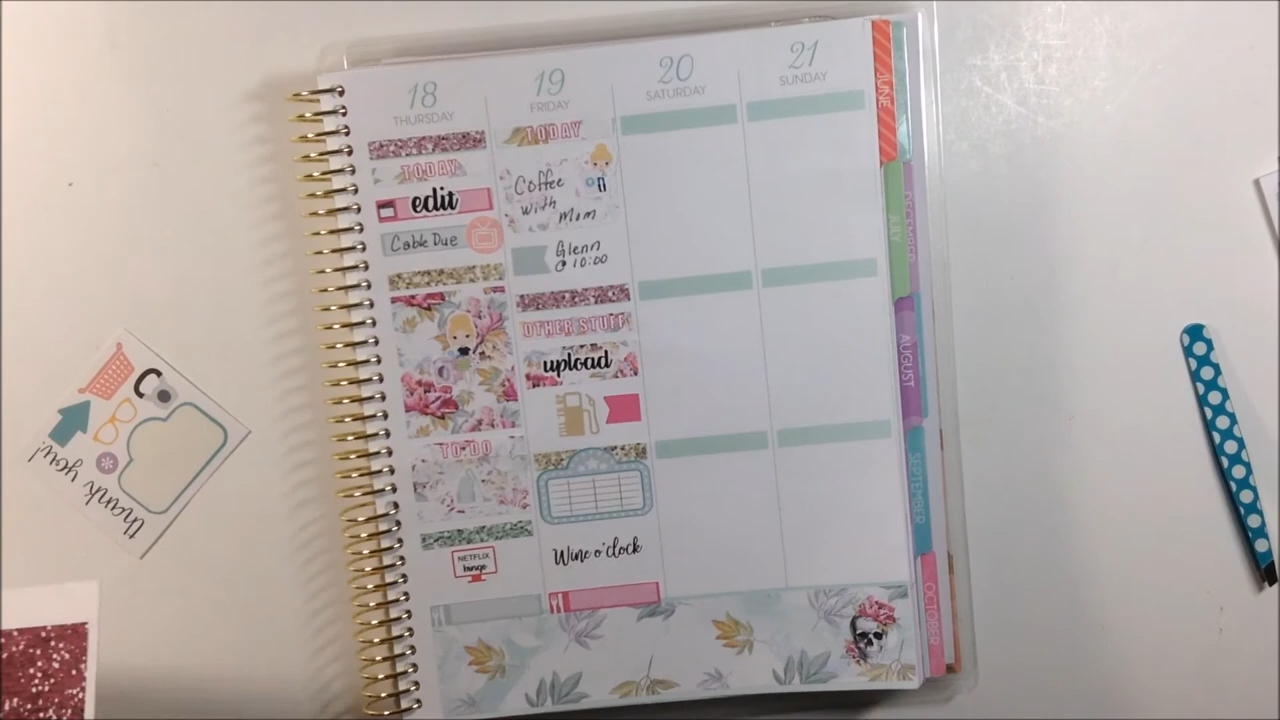 18
THURSDAY
TODAY
edit
Cable Due
TO DO
NETFLIX
binge
19
FRIDAY
TODAY
Coffee
with
Mom
Glenn
@ 10:00
OTHER STUFF
upload
Wine o'clock
20
SATURDAY
21
SUNDAY
JUNE
JULY
AUGUST
SEPTEMBER
OCTOBER
DECEMBER
thank you!